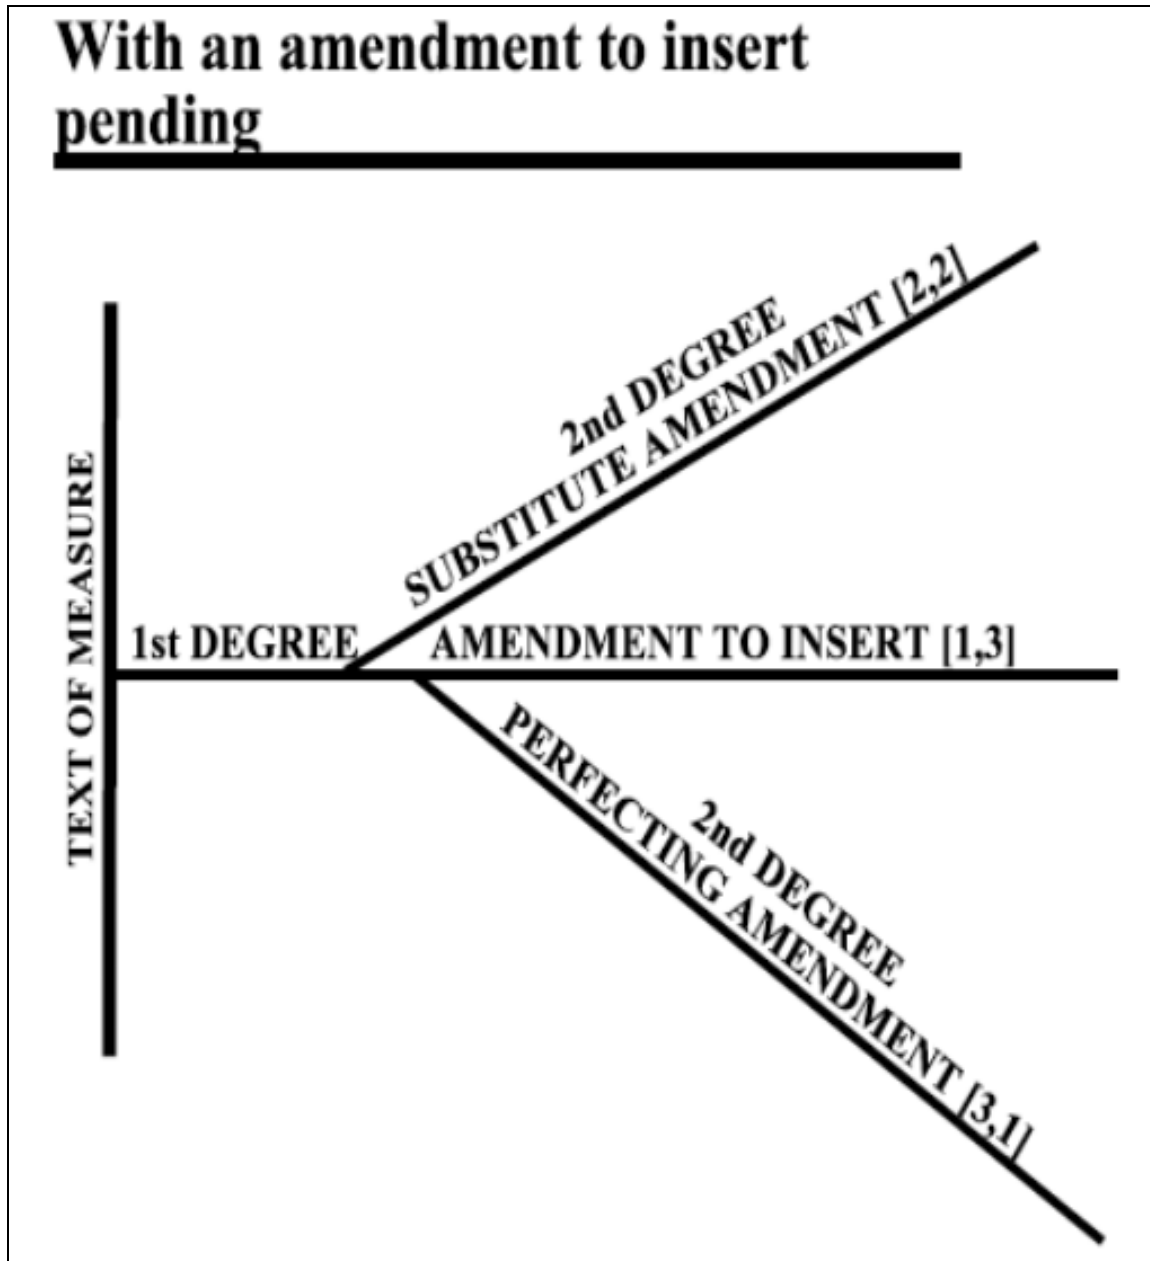 With an amendment to insert
pending
2nd DEGREE
SUBSTITUTE AMENDMENT [2,2]
TEXT OF MEASURE
1st DEGREE AMENDMENT TO INSERT [1,3]
2nd DEGREE
PERFECTING AMENDMENT [3,1]